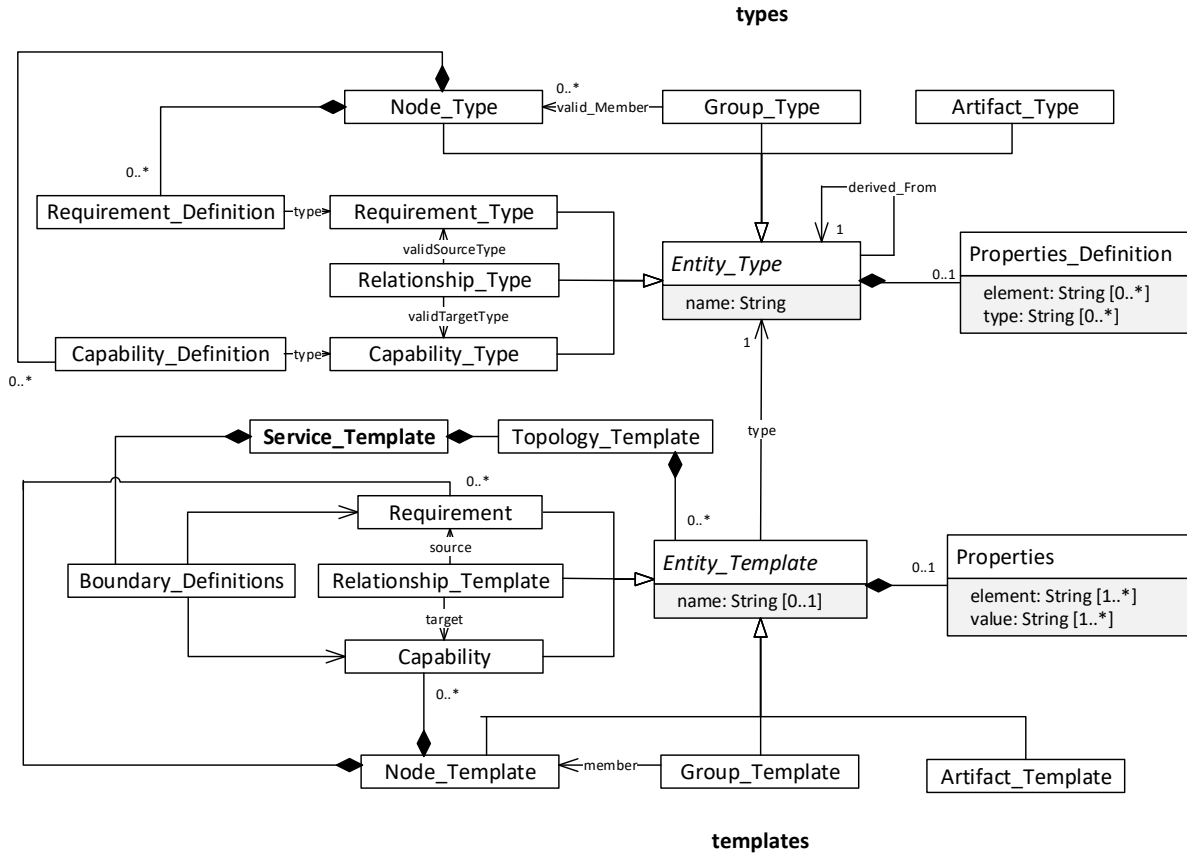 types
Node_Type
0..*
valid_Member
Group_Type
Artifact_Type
0..*
derived_From
Requirement_Definition
type
Requirement_Type
1
validSourceType
Entity_Type
name: String
Properties_Definition
element: String [0..*]
type: String [0..*]
0..1
Relationship_Type
validTargetType
Capability_Definition
type
Capability_Type
1
0..*
type
Service_Template
Topology_Template
0..*
Requirement
0..*
source
Entity_Template
name: String [0..1]
0..1
Properties
element: String [1..*]
value: String [1..*]
Boundary_Definitions
Relationship_Template
target
Capability
0..*
Node_Template
member
Group_Template
Artifact_Template
templates